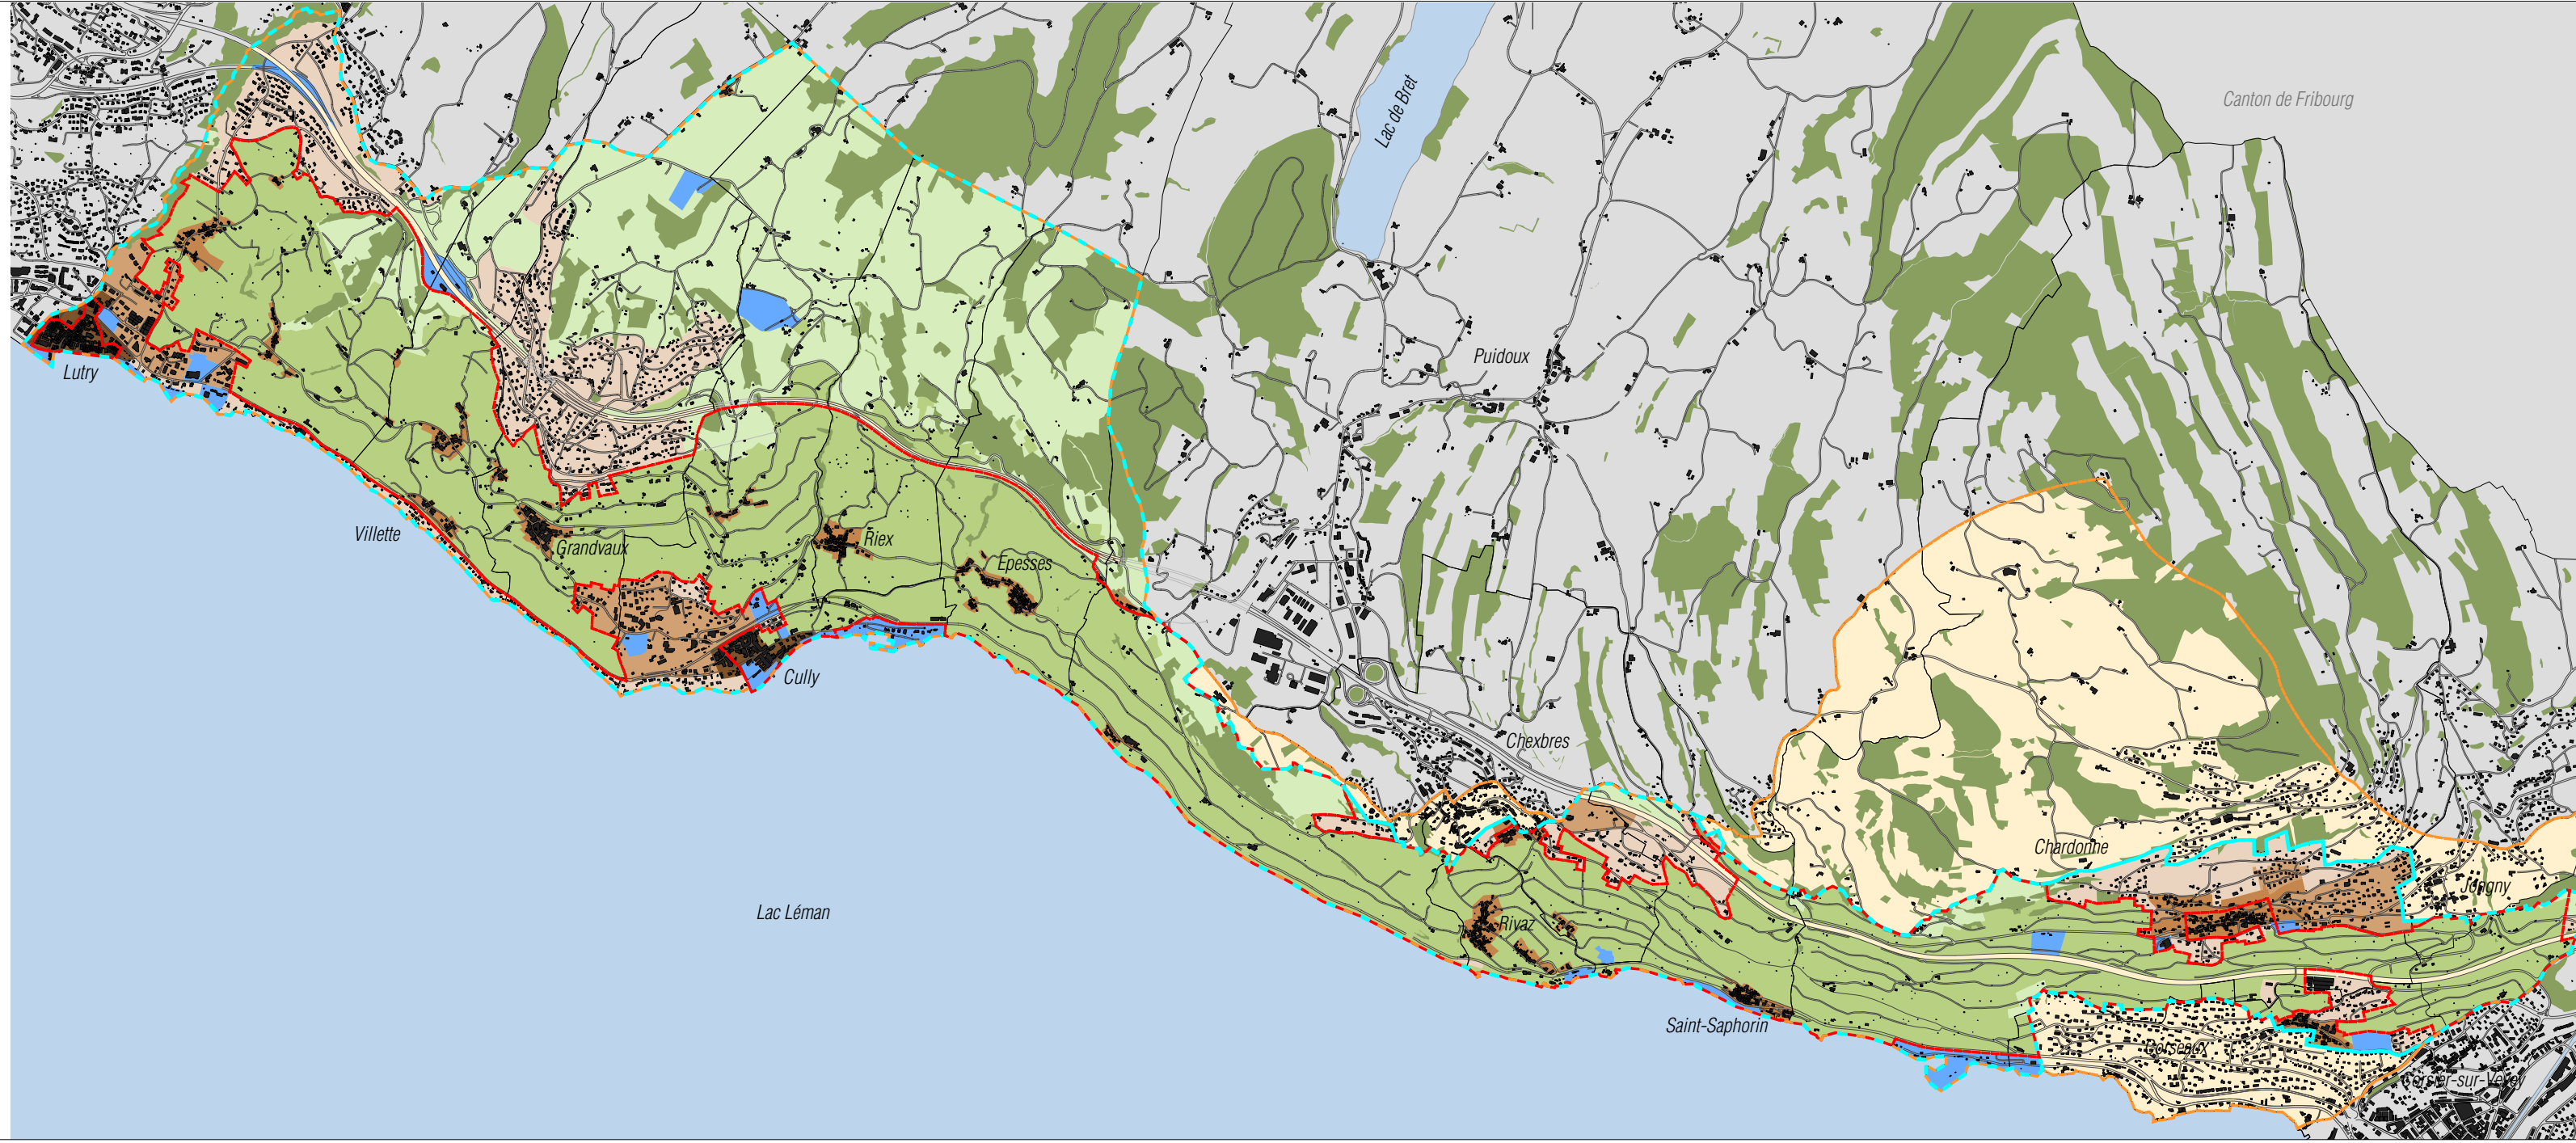 Canton de Fribourg
Lac de Bret
Puidoux
Lutry
Villette
Grandvaux
Riex
Epesses
Cully
Chexbres
Chardonne
Jongny
Lac Léman
Rivaz
Saint-Saphorin
Corseaux
Corsier-sur-Vevey